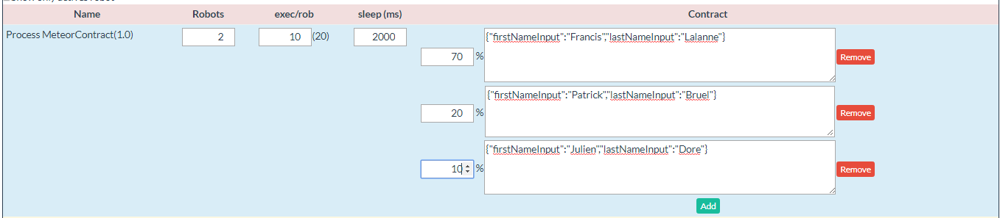 Name Robots exec/rob sleep (ms) Contract
Process MeteorContract(1.0) 2 10 (20) 2000
70 % {"firstNameInput":"Francis","lastNameInput":"Lalanne"} Remove
20 % {"firstNameInput":"Patrick","lastNameInput":"Bruel"} Remove
10 % {"firstNameInput":"Julien","lastNameInput":"Dore"} Remove
Add